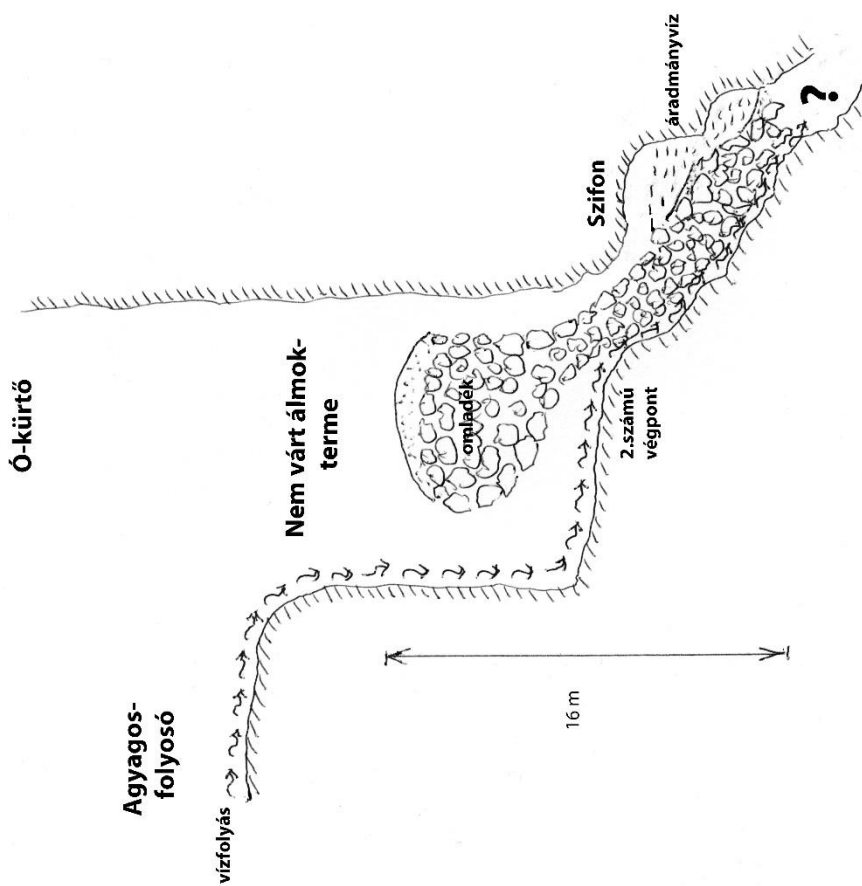 Ó-kürtő
Agyagos-
folyosó
vízfolyás
Nem várt álmok-
terme
omladék
Szifon
áradmányvíz
?
2.számú
végpont
16 m